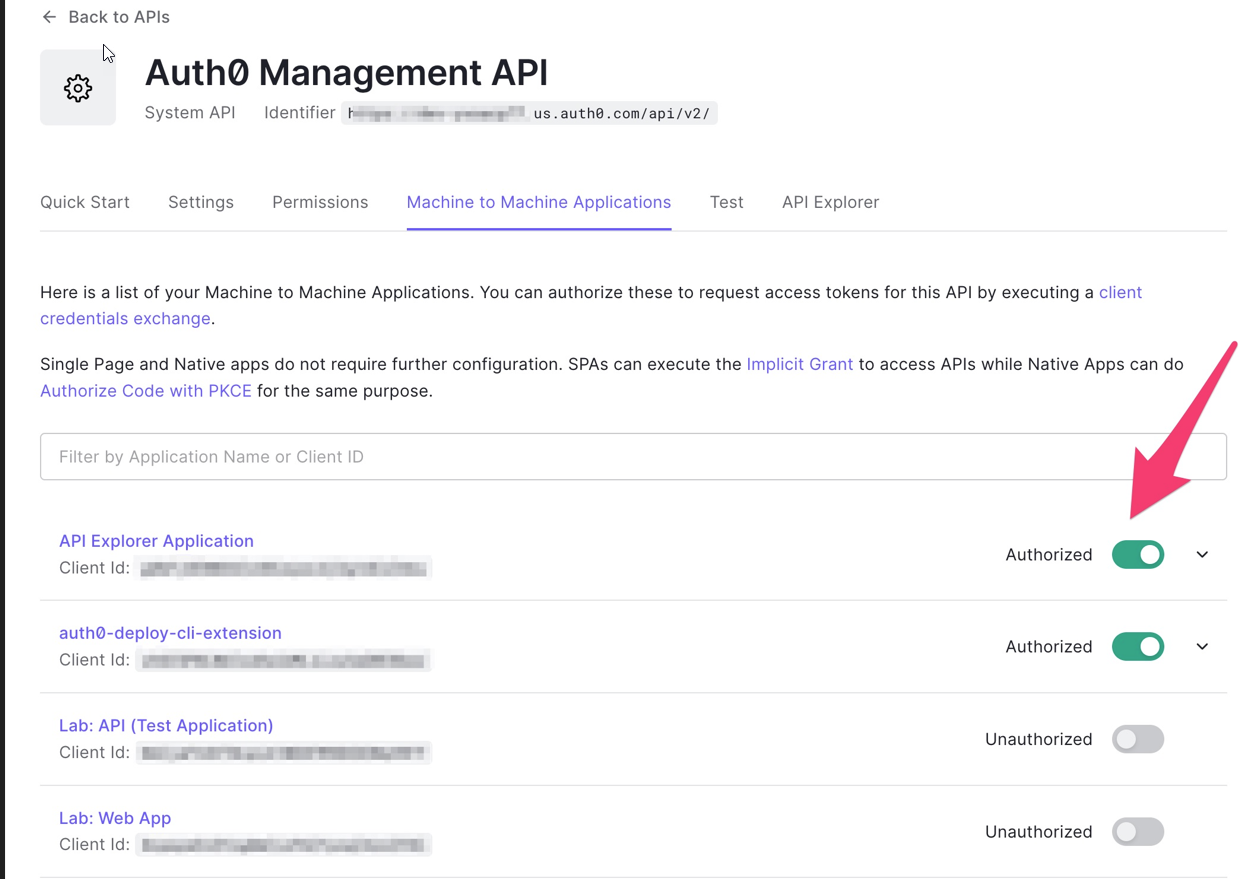 Back to APIs
Auth0 Management API
System API Identifier us.auth0.com/api/v2/
Quick Start Settings Permissions Machine to Machine Applications Test API Explorer
Here is a list of your Machine to Machine Applications. You can authorize these to request access tokens for this API by executing a client
credentials exchange.
Single Page and Native apps do not require further configuration. SPAs can execute the Implicit Grant to access APIs while Native Apps can do
Authorize Code with PKCE for the same purpose.
Filter by Application Name or Client ID
API Explorer Application
Authorized
Client Id:
auth0-deploy-cli-extension
Authorized
Client Id:
Lab: API (Test Application)
Unauthorized
Client Id:
Lab: Web App
Unauthorized
Client Id: